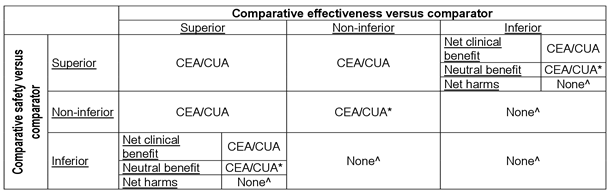 Comparative effectiveness versus comparator
Superior Non-inferior Inferior
Comparative safety versus
comparator
Superior CEA/CUA CEA/CUA
Net clinical
benefit CEA/CUA
Neutral benefit CEA/CUA*
Net harms None^
Non-inferior CEA/CUA CEA/CUA* None^
Inferior
Net clinical
benefit CEA/CUA
Neutral benefit CEA/CUA*
Net harms None^
None^ None^